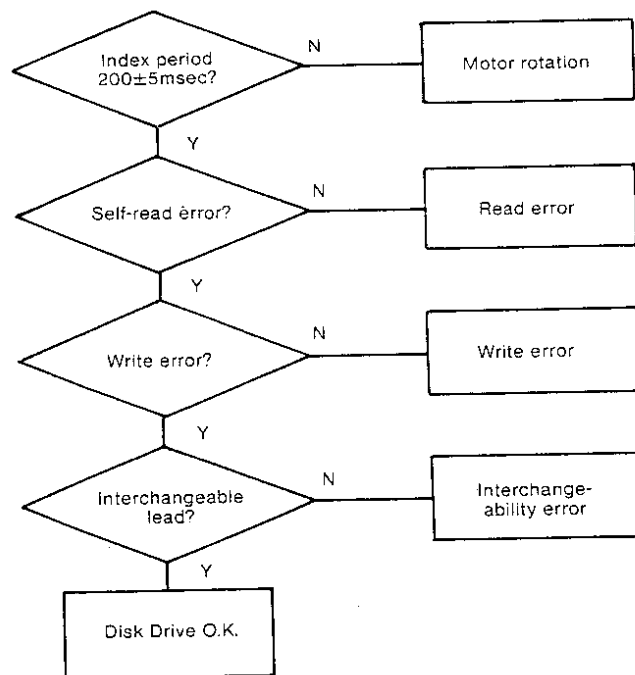 Index period
200±5msec?
N
Motor rotation
Y
Self-read error?
N
Read error
Y
Write error?
N
Write error
Y
Interchangeable
lead?
N
Interchange-
ability error
Y
Disk Drive O.K.